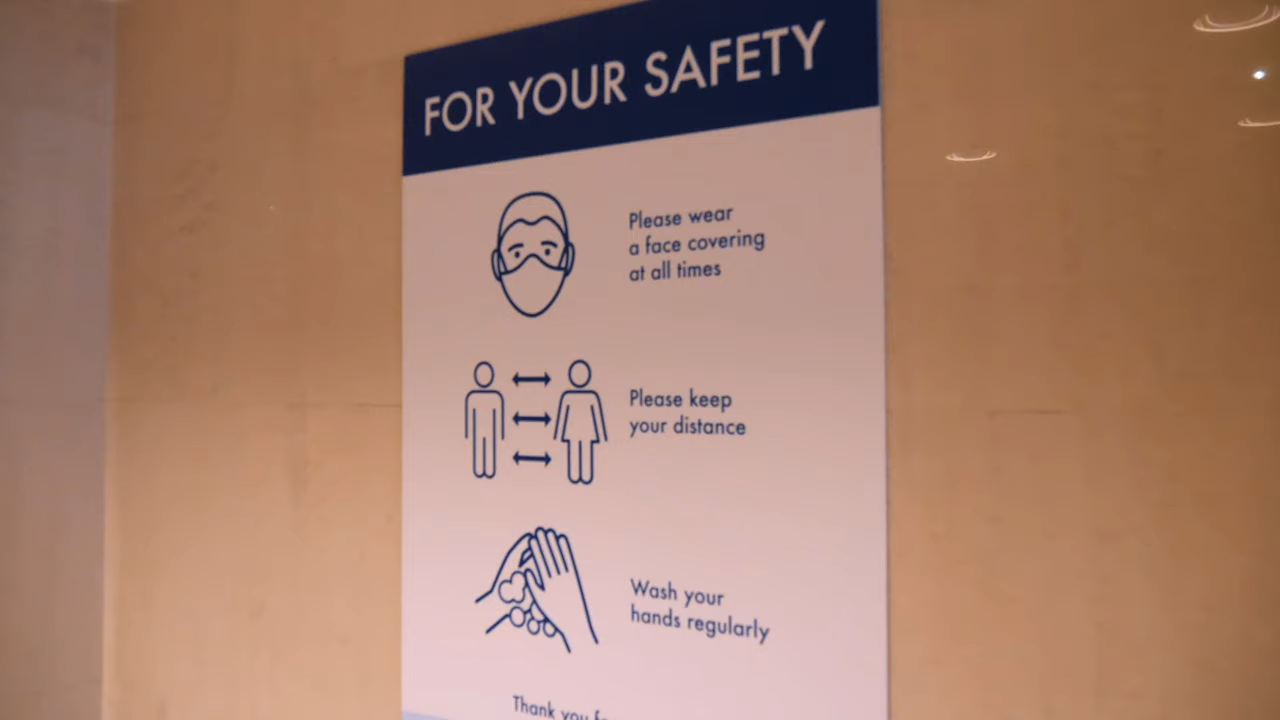 FOR YOUR SAFETY
Please wear
a face covering
at all times
Please keep
your distance
Wash your
hands regularly
Thank you